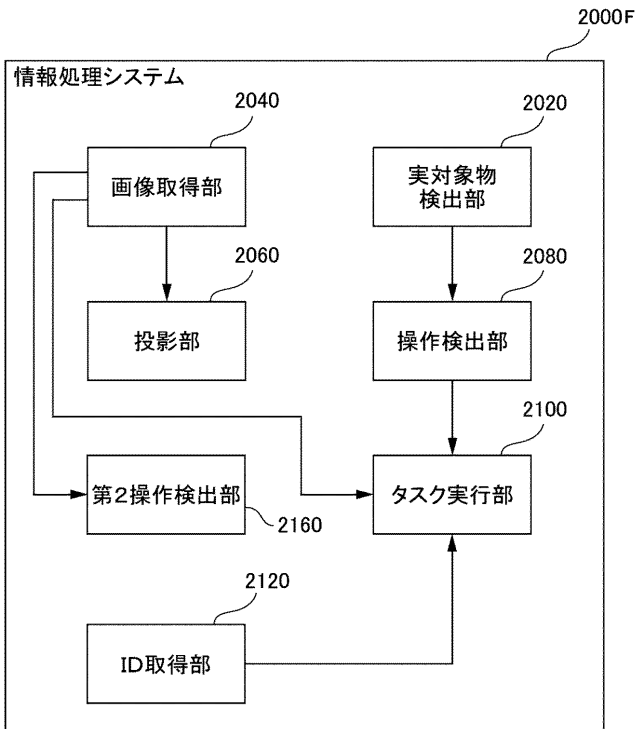 2000F
情報処理システム
2040
画像取得部
2020
実対象物
検出部
2060
投影部
2080
操作検出部
2100
第2操作検出部
2160
タスク実行部
2120
ID取得部